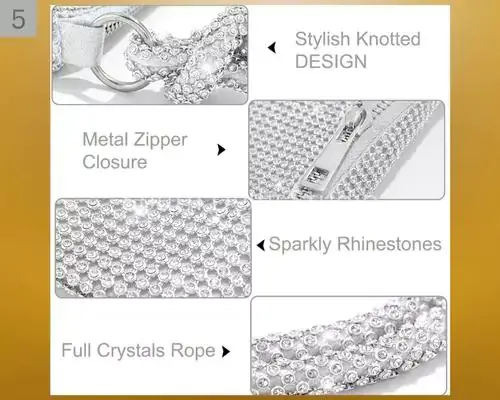 5
Stylish Knotted
DESIGN
Metal Zipper
Closure
Sparkly Rhinestones
Full Crystals Rope